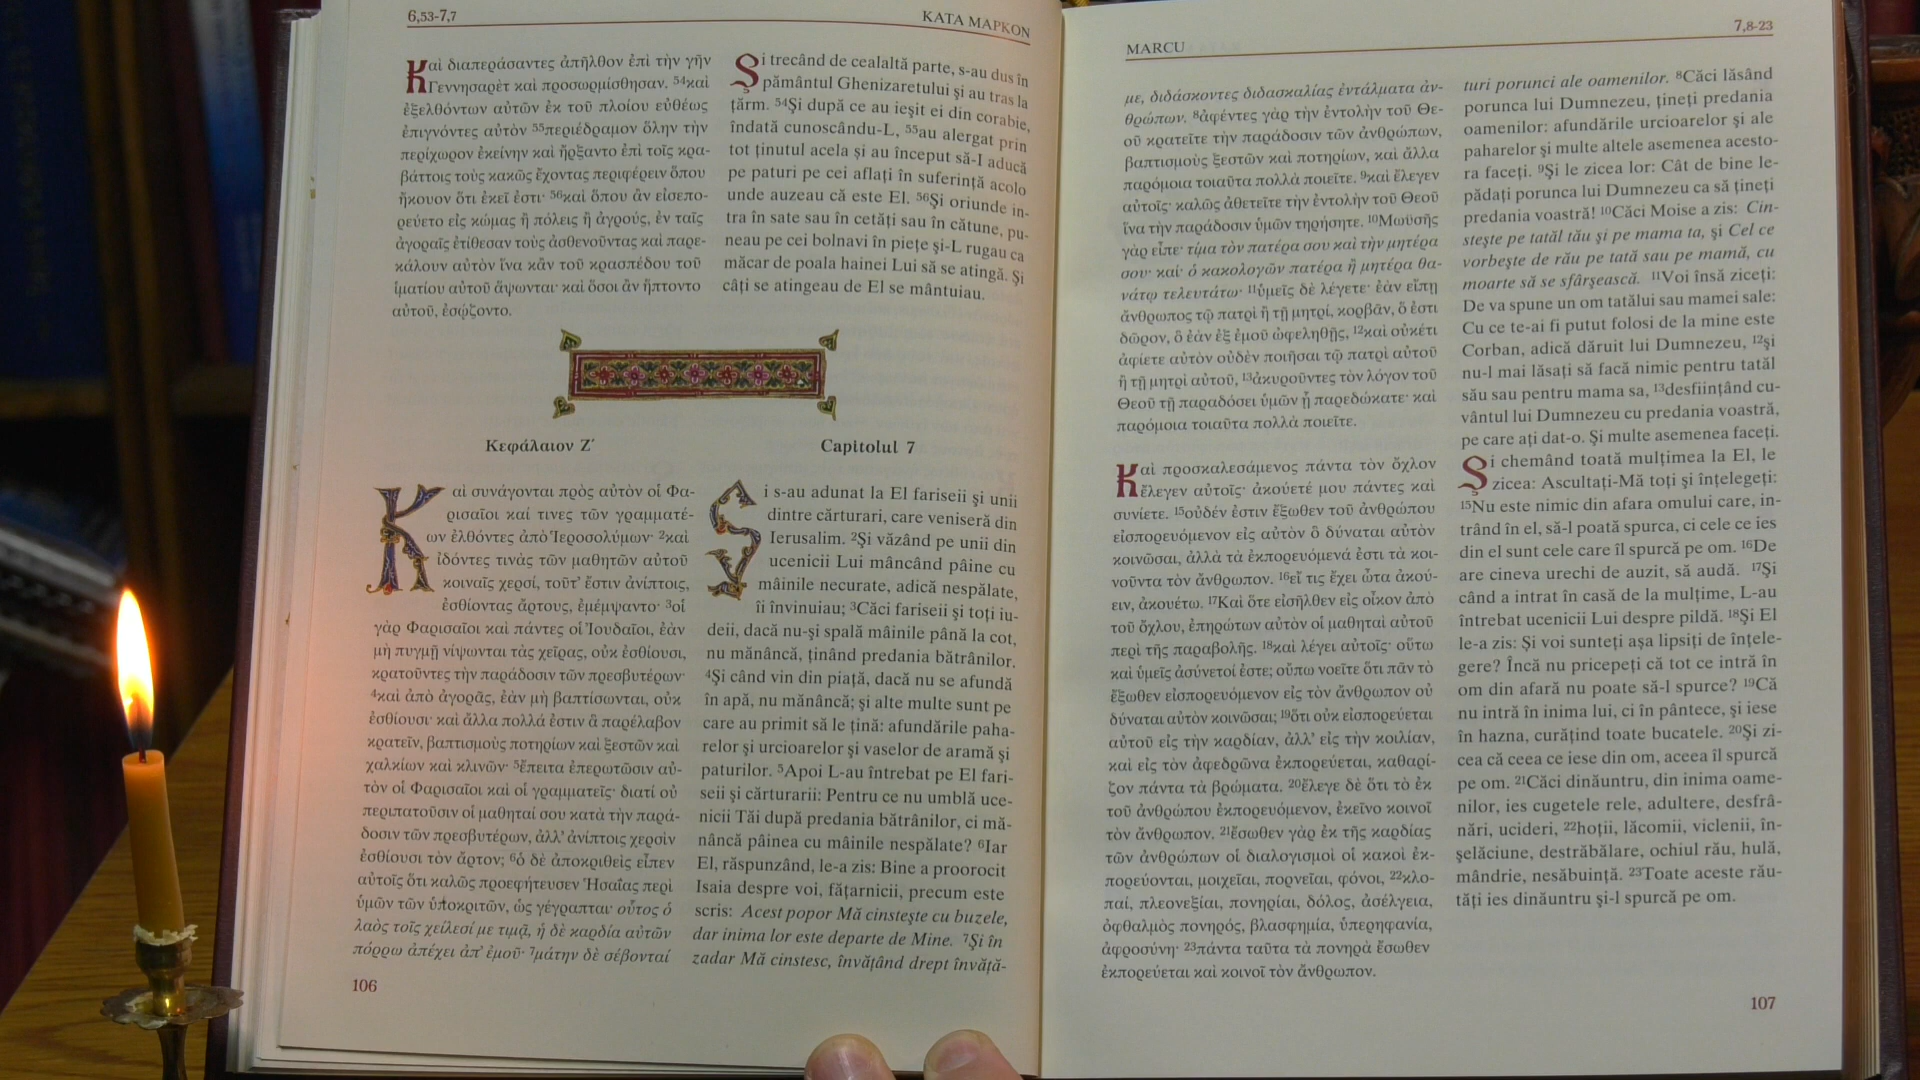 6,53-7,7
ΚΑΤΑ ΜΑΡΚΟΝ
Καὶ διαπεράσαντες ἀπῆλθον ἐπὶ τὴν γῆν
Γεννησαρὲτ καὶ προσωρμίσθησαν. ⁵⁴καὶ
ἐξελθόντων αὐτῶν ἐκ τοῦ πλοίου εὐθέως
ἐπιγνόντες αὐτὸν ⁵⁵περιέδραμον ὅλην τὴν
περίχωρον ἐκείνην καὶ ἤρξαντο ἐπὶ τοῖς κρα-
βάττοις τοὺς κακῶς ἔχοντας περιφέρειν ὅπου
ἤκουον ὅτι ἐκεῖ ἐστι· ⁵⁶καὶ ὅπου ἂν εἰσεπο-
ρεύετο εἰς κώμας ἢ πόλεις ἢ ἀγρούς, ἐν ταῖς
ἀγοραῖς ἐτίθεσαν τοὺς ἀσθενοῦντας καὶ παρε-
κάλουν αὐτὸν ἵνα κἂν τοῦ κρασπέδου τοῦ
ἱματίου αὐτοῦ ἅψωνται· καὶ ὅσοι ἂν ἥπτοντο
αὐτοῦ, ἐσῴζοντο.
Şi trecând de cealaltă parte, s-au dus în
pământul Ghenizaretului şi au tras la
ţărm. ⁵⁴Şi după ce au ieşit ei din corabie,
îndată cunoscându-L, ⁵⁵au alergat prin
tot ţinutul acela şi au început să-I aducă
pe paturi pe cei aflaţi în suferinţă acolo
unde auzeau că este El. ⁵⁶Şi oriunde in-
tra în sate sau în cetăţi sau în cătune, pu-
neau pe cei bolnavi în pieţe şi-L rugau ca
măcar de poala hainei Lui să se atingă. Şi
câţi se atingeau de El se mântuiau.
Κεφάλαιον Ζ΄
Καὶ συνάγονται πρὸς αὐτὸν οἱ Φα-
ρισαῖοι καί τινες τῶν γραμματέ-
ων ἐλθόντες ἀπὸ Ἱεροσολύμων· ²καὶ
ἰδόντες τινὰς τῶν μαθητῶν αὐτοῦ
κοιναῖς χερσί, τοῦτ᾽ ἔστιν ἀνίπτοις,
ἐσθίοντας ἄρτους, ἐμέμψαντο· ³οἱ
γὰρ Φαρισαῖοι καὶ πάντες οἱ Ἰουδαῖοι, ἐὰν
μὴ πυγμῇ νίψωνται τὰς χεῖρας, οὐκ ἐσθίουσι,
κρατοῦντες τὴν παράδοσιν τῶν πρεσβυτέρων·
⁴καὶ ἀπὸ ἀγορᾶς, ἐὰν μὴ βαπτίσωνται, οὐκ
ἐσθίουσι· καὶ ἄλλα πολλά ἐστιν ἃ παρέλαβον
κρατεῖν, βαπτισμοὺς ποτηρίων καὶ ξεστῶν καὶ
χαλκίων καὶ κλινῶν· ⁵ἔπειτα ἐπερωτῶσιν αὐ-
τὸν οἱ Φαρισαῖοι καὶ οἱ γραμματεῖς· διατί οὐ
περιπατοῦσιν οἱ μαθηταί σου κατὰ τὴν παρά-
δοσιν τῶν πρεσβυτέρων, ἀλλ᾽ ἀνίπτοις χερσὶν
ἐσθίουσι τὸν ἄρτον; ⁶ὁ δὲ ἀποκριθεὶς εἶπεν
αὐτοῖς ὅτι καλῶς προεφήτευσεν Ἡσαΐας περὶ
ὑμῶν τῶν ὑποκριτῶν, ὡς γέγραπται· οὗτος ὁ
λαὸς τοῖς χείλεσί με τιμᾷ, ἡ δὲ καρδία αὐτῶν
πόρρω ἀπέχει ἀπ᾽ ἐμοῦ· ⁷μάτην δὲ σέβονταί
Capitolul 7
Şi s-au adunat la El fariseii şi unii
dintre cărturari, care veniseră din
Ierusalim. ²Şi văzând pe unii din
ucenicii Lui mâncând pâine cu
mâinile necurate, adică nespălate,
îi învinuiau; ³Căci fariseii şi toţi iu-
deii, dacă nu-şi spală mâinile până la cot,
nu mănâncă, ţinând predania bătrânilor.
⁴Şi când vin din piaţă, dacă nu se afundă
în apă, nu mănâncă; şi alte multe sunt pe
care au primit să le ţină: afundările paha-
relor şi urcioarelor şi vaselor de aramă şi
paturilor. ⁵Apoi L-au întrebat pe El fari-
seii şi cărturarii: Pentru ce nu umblă uce-
nicii Tăi după predania bătrânilor, ci mă-
nâncă pâinea cu mâinile nespălate? ⁶Iar
El, răspunzând, le-a zis: Bine a proorocit
Isaia despre voi, făţarnicii, precum este
scris: Acest popor Mă cinsteşte cu buzele,
dar inima lor este departe de Mine. ⁷Şi în
zadar Mă cinstesc, învăţând drept învăţă-
106
MARCU
7,8-23
με, διδάσκοντες διδασκαλίας ἐντάλματα ἀν-
θρώπων. ⁸ἀφέντες γὰρ τὴν ἐντολὴν τοῦ Θε-
οῦ κρατεῖτε τὴν παράδοσιν τῶν ἀνθρώπων,
βαπτισμοὺς ξεστῶν καὶ ποτηρίων, καὶ ἄλλα
παρόμοια τοιαῦτα πολλὰ ποιεῖτε. ⁹καὶ ἔλεγεν
αὐτοῖς· καλῶς ἀθετεῖτε τὴν ἐντολὴν τοῦ Θεοῦ
ἵνα τὴν παράδοσιν ὑμῶν τηρήσητε. ¹⁰Μωϋσῆς
γὰρ εἶπε· τίμα τὸν πατέρα σου καὶ τὴν μητέρα
σου· καί· ὁ κακολογῶν πατέρα ἢ μητέρα θα-
νάτῳ τελευτάτω· ¹¹ὑμεῖς δὲ λέγετε· ἐὰν εἴπῃ
ἄνθρωπος τῷ πατρὶ ἢ τῇ μητρί, κορβᾶν, ὅ ἐστι
δῶρον, ὃ ἐὰν ἐξ ἐμοῦ ὠφεληθῇς, ¹²καὶ οὐκέτι
ἀφίετε αὐτὸν οὐδὲν ποιῆσαι τῷ πατρὶ αὐτοῦ
ἢ τῇ μητρὶ αὐτοῦ, ¹³ἀκυροῦντες τὸν λόγον τοῦ
Θεοῦ τῇ παραδόσει ὑμῶν ᾗ παρεδώκατε· καὶ
παρόμοια τοιαῦτα πολλὰ ποιεῖτε.
Καὶ προσκαλεσάμενος πάντα τὸν ὄχλον
ἔλεγεν αὐτοῖς· ἀκούετέ μου πάντες καὶ
συνίετε. ¹⁵οὐδέν ἐστιν ἔξωθεν τοῦ ἀνθρώπου
εἰσπορευόμενον εἰς αὐτὸν ὃ δύναται αὐτὸν
κοινῶσαι, ἀλλὰ τὰ ἐκπορευόμενά ἐστι τὰ κοι-
νοῦντα τὸν ἄνθρωπον. ¹⁶εἴ τις ἔχει ὦτα ἀκού-
ειν, ἀκουέτω. ¹⁷Καὶ ὅτε εἰσῆλθεν εἰς οἶκον ἀπὸ
τοῦ ὄχλου, ἐπηρώτων αὐτὸν οἱ μαθηταὶ αὐτοῦ
περὶ τῆς παραβολῆς. ¹⁸καὶ λέγει αὐτοῖς· οὕτω
καὶ ὑμεῖς ἀσύνετοί ἐστε; οὔπω νοεῖτε ὅτι πᾶν τὸ
ἔξωθεν εἰσπορευόμενον εἰς τὸν ἄνθρωπον οὐ
δύναται αὐτὸν κοινῶσαι; ¹⁹ὅτι οὐκ εἰσπορεύεται
αὐτοῦ εἰς τὴν καρδίαν, ἀλλ᾽ εἰς τὴν κοιλίαν,
καὶ εἰς τὸν ἀφεδρῶνα ἐκπορεύεται, καθαρί-
ζον πάντα τὰ βρώματα. ²⁰ἔλεγε δὲ ὅτι τὸ ἐκ
τοῦ ἀνθρώπου ἐκπορευόμενον, ἐκεῖνο κοινοῖ
τὸν ἄνθρωπον. ²¹ἔσωθεν γὰρ ἐκ τῆς καρδίας
τῶν ἀνθρώπων οἱ διαλογισμοὶ οἱ κακοὶ ἐκ-
πορεύονται, μοιχεῖαι, πορνεῖαι, φόνοι, ²²κλο-
παί, πλεονεξίαι, πονηρίαι, δόλος, ἀσέλγεια,
ὀφθαλμὸς πονηρός, βλασφημία, ὑπερηφανία,
ἀφροσύνη· ²³πάντα ταῦτα τὰ πονηρὰ ἔσωθεν
ἐκπορεύεται καὶ κοινοῖ τὸν ἄνθρωπον.
turi porunci ale oamenilor. ⁸Căci lăsând
porunca lui Dumnezeu, ţineţi predania
oamenilor: afundările urcioarelor şi ale
paharelor şi multe altele asemenea acesto-
ra faceţi. ⁹Şi le zicea lor: Cât de bine le-
pădaţi porunca lui Dumnezeu ca să ţineţi
predania voastră! ¹⁰Căci Moise a zis: Cin-
steşte pe tatăl tău şi pe mama ta, şi Cel ce
vorbeşte de rău pe tată sau pe mamă, cu
moarte să se sfârşească. ¹¹Voi însă ziceţi:
De va spune un om tatălui sau mamei sale:
Cu ce te-ai fi putut folosi de la mine este
Corban, adică dăruit lui Dumnezeu, ¹²şi
nu-l mai lăsaţi să facă nimic pentru tatăl
său sau pentru mama sa, ¹³desfiinţând cu-
vântul lui Dumnezeu cu predania voastră,
pe care aţi dat-o. Şi multe asemenea faceţi.
Şi chemând toată mulţimea la El, le
zicea: Ascultaţi-Mă toţi şi înţelegeţi:
¹⁵Nu este nimic din afara omului care, in-
trând în el, să-l poată spurca, ci cele ce ies
din el sunt cele care îl spurcă pe om. ¹⁶De
are cineva urechi de auzit, să audă. ¹⁷Şi
când a intrat în casă de la mulţime, L-au
întrebat ucenicii Lui despre pildă. ¹⁸Şi El
le-a zis: Şi voi sunteţi aşa lipsiţi de înţele-
gere? Încă nu pricepeţi că tot ce intră în
om din afară nu poate să-l spurce? ¹⁹Că
nu intră în inima lui, ci în pântece, şi iese
în hazna, curăţind toate bucatele. ²⁰Şi zi-
cea că ceea ce iese din om, aceea îl spurcă
pe om. ²¹Căci dinăuntru, din inima oame-
nilor, ies cugetele rele, adultere, desfrâ-
nări, ucideri, ²²hoţii, lăcomii, viclenii, în-
şelăciune, destrăbălare, ochiul rău, hulă,
mândrie, nesăbuinţă. ²³Toate aceste rău-
tăţi ies dinăuntru şi-l spurcă pe om.
107